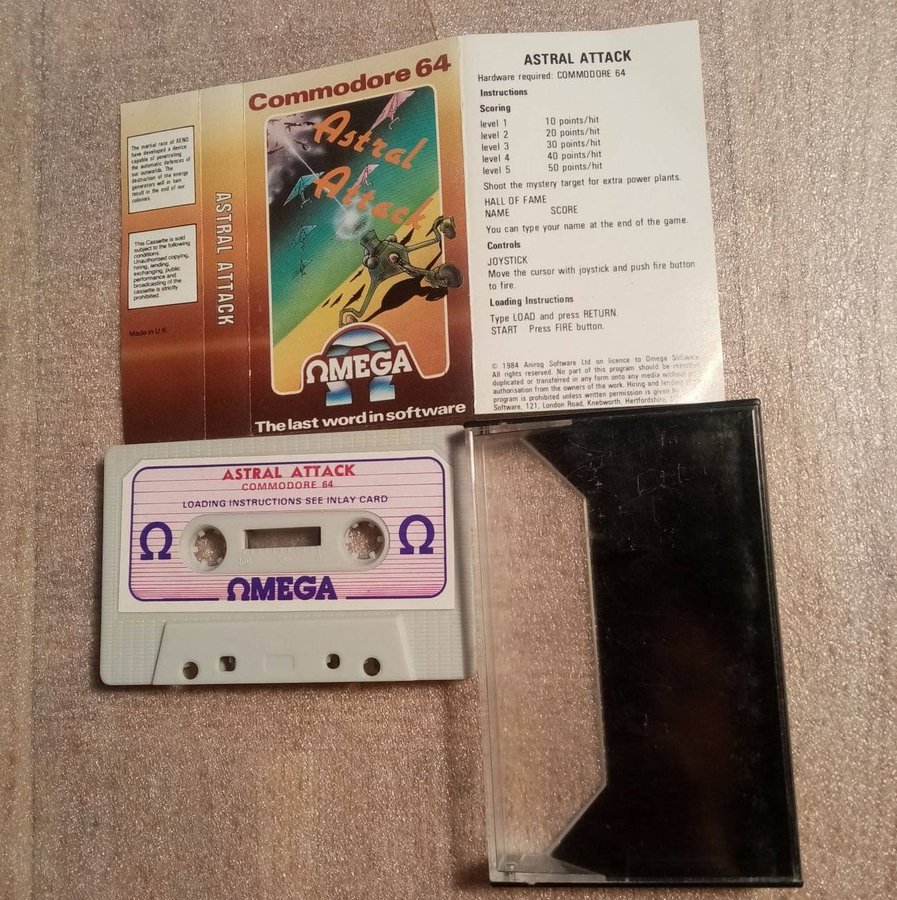 The martial race of XENO
have developed a device
capable of penetrating
the automatic defences of
our outworlds. The
destruction of the energy
generators will in turn
result in the end of our
colonies.
This Cassette is sold
subject to the following
conditions.
Unauthorised copying,
hiring, lending,
exchanging, public
performance and
broadcasting of the
cassette is strictly
prohibited.
Made in U.K.
ASTRAL ATTACK
Commodore 64
Astral
Attack
ΩMEGA
The last word in software
ASTRAL ATTACK
Hardware required: COMMODORE 64
Instructions
Scoring
level 1 10 points/hit
level 2 20 points/hit
level 3 30 points/hit
level 4 40 points/hit
level 5 50 points/hit
Shoot the mystery target for extra power plants.
HALL OF FAME
NAME SCORE
You can type your name at the end of the game.
Controls
JOYSTICK
Move the cursor with joystick and push fire button
to fire.
Loading Instructions
Type LOAD and press RETURN.
START Press FIRE button.
© 1984 Anirog Software Ltd on licence to Omega Software
All rights reserved. No part of this program should be
duplicated or transferred in any form onto any media without
authorisation from the owners of the work. Hiring and lending
program is prohibited unless written permission is given by
Software, 121, London Road, Knebworth, Hertfordshire,
ASTRAL ATTACK
COMMODORE 64
LOADING INSTRUCTIONS SEE INLAY CARD
Ω Ω
ΩMEGA